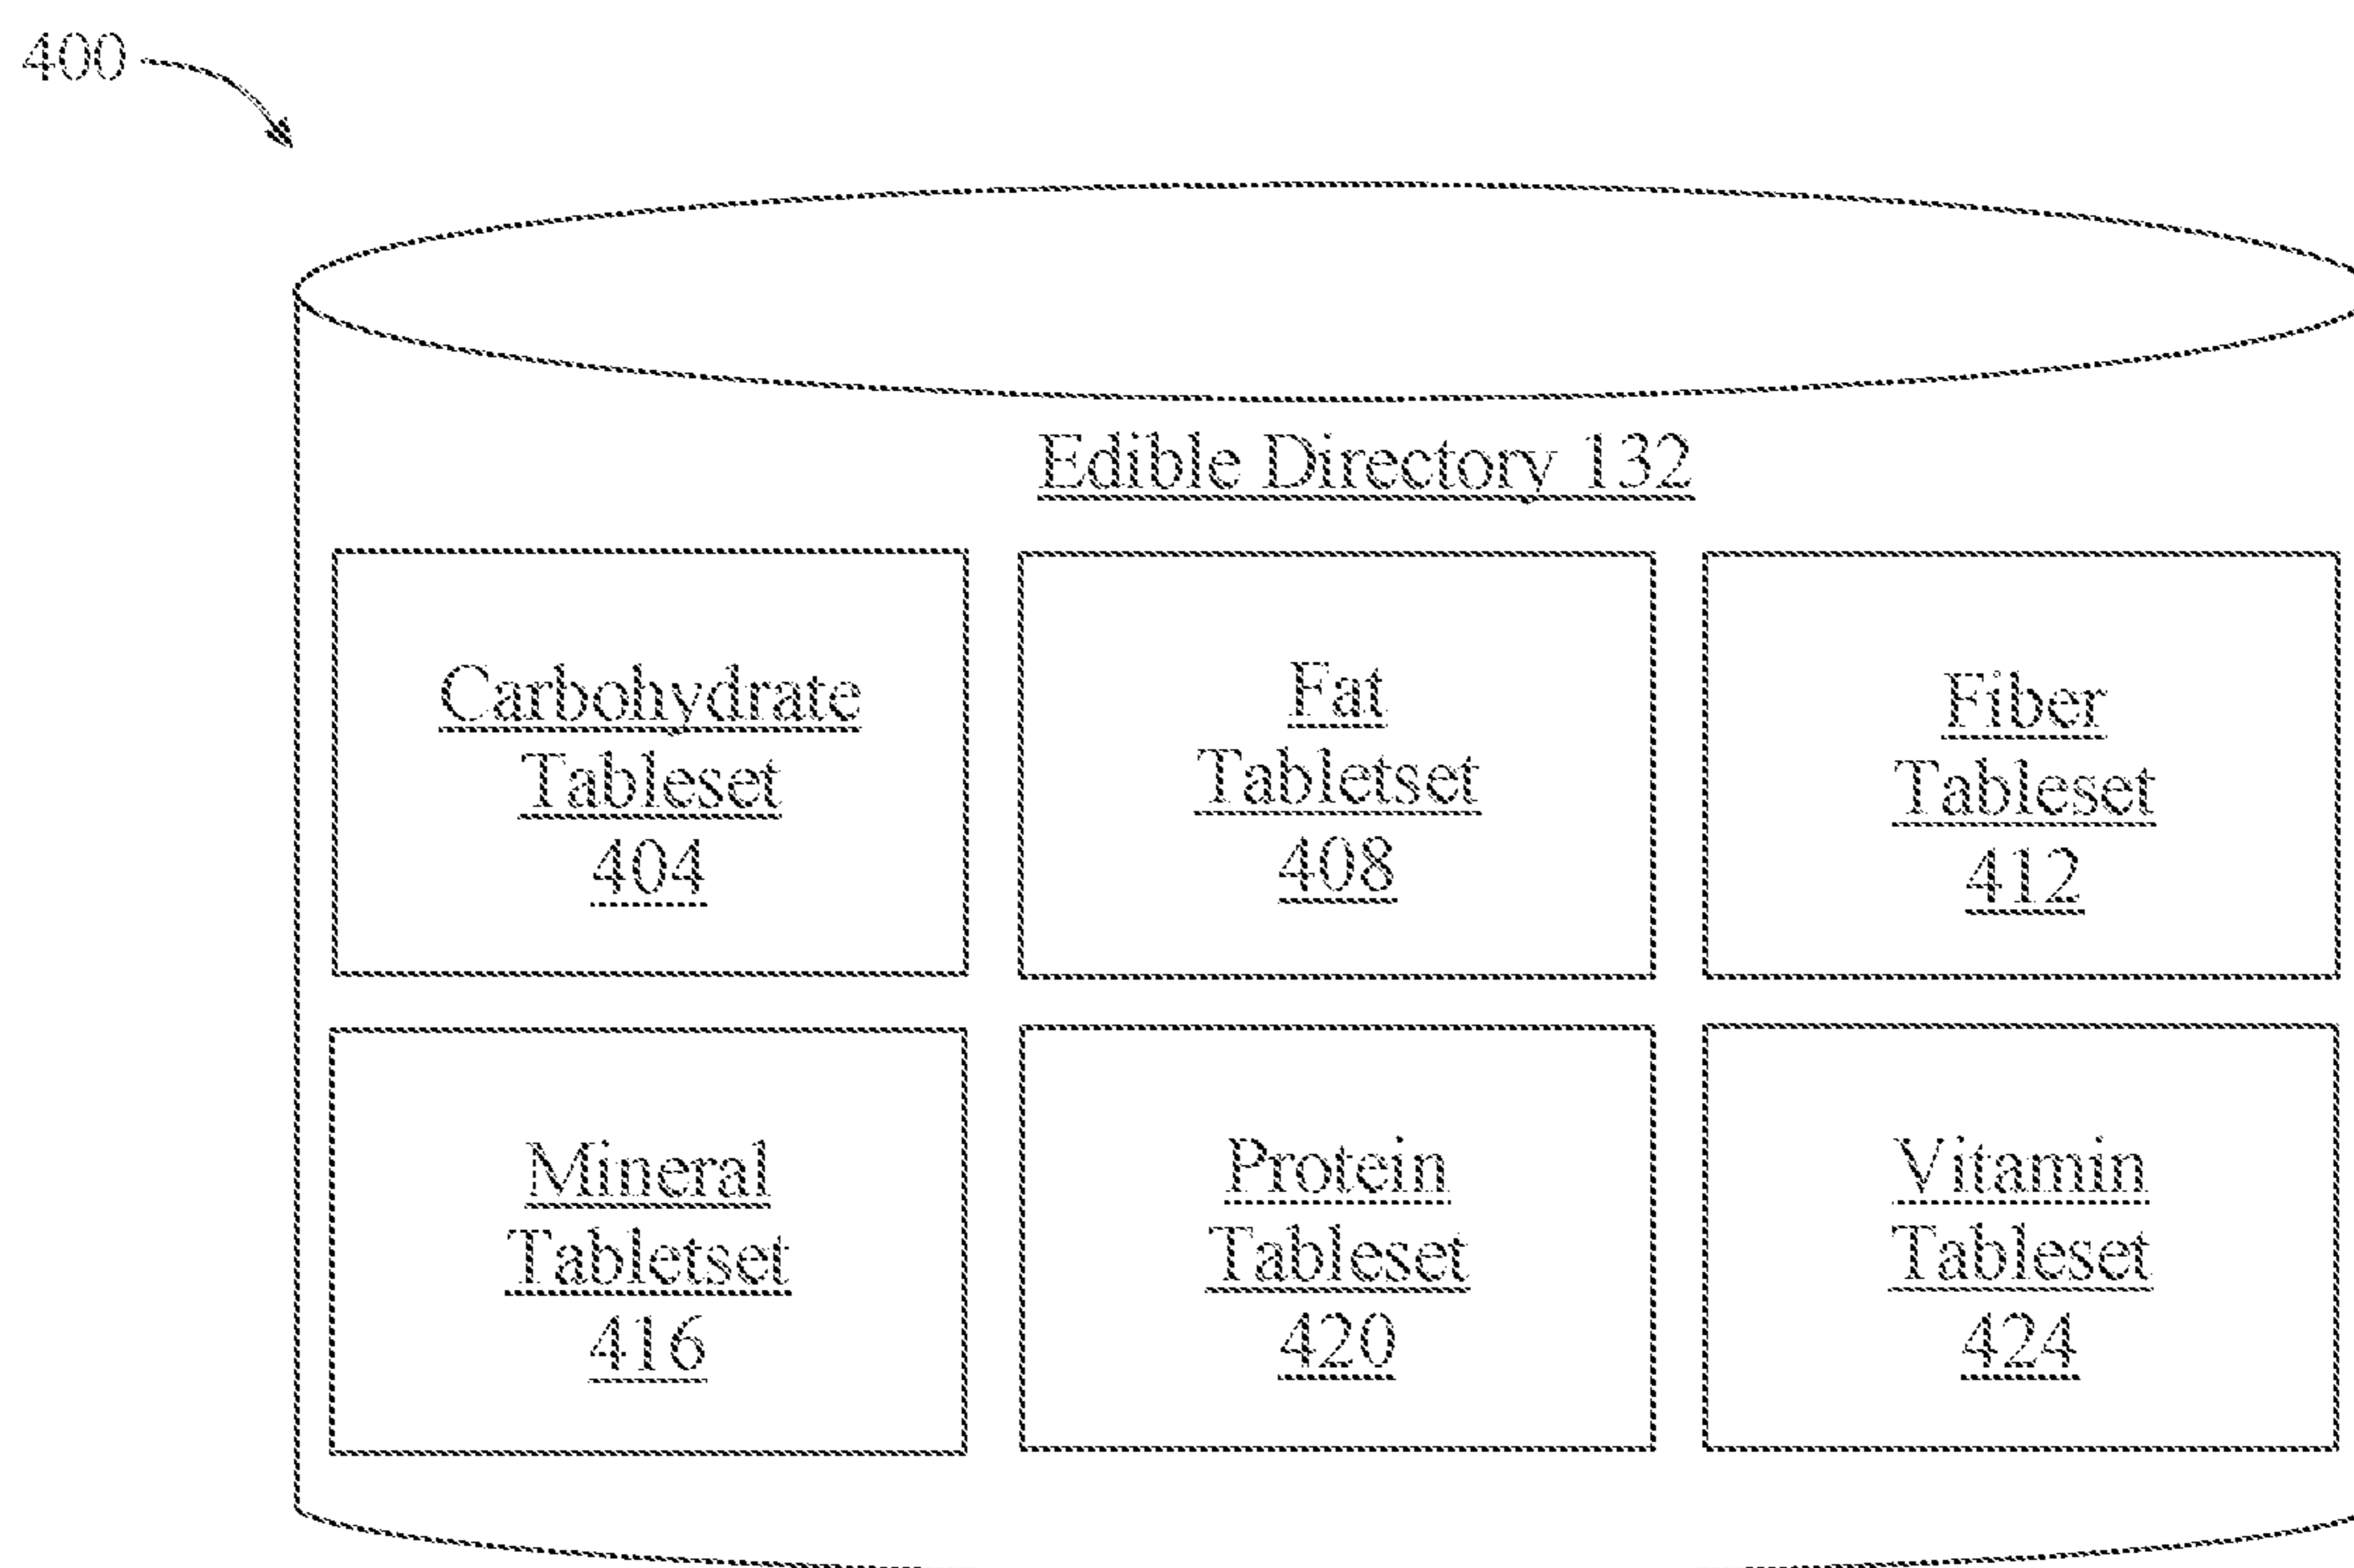 400
Edible Directory 132
Carbohydrate
Tableset
404
Fat
Tabletset
408
Fiber
Tableset
412
Mineral
Tabletset
416
Protein
Tableset
420
Vitamin
Tableset
424